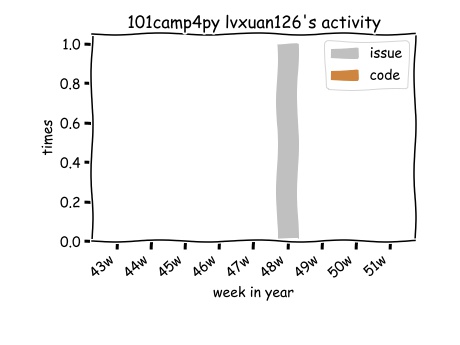 101camp4py lvxuan126's activity
1.0
0.8
0.6
0.4
0.2
0.0
times
issue
code
43w 44w 45w 46w 47w 48w 49w 50w 51w
week in year